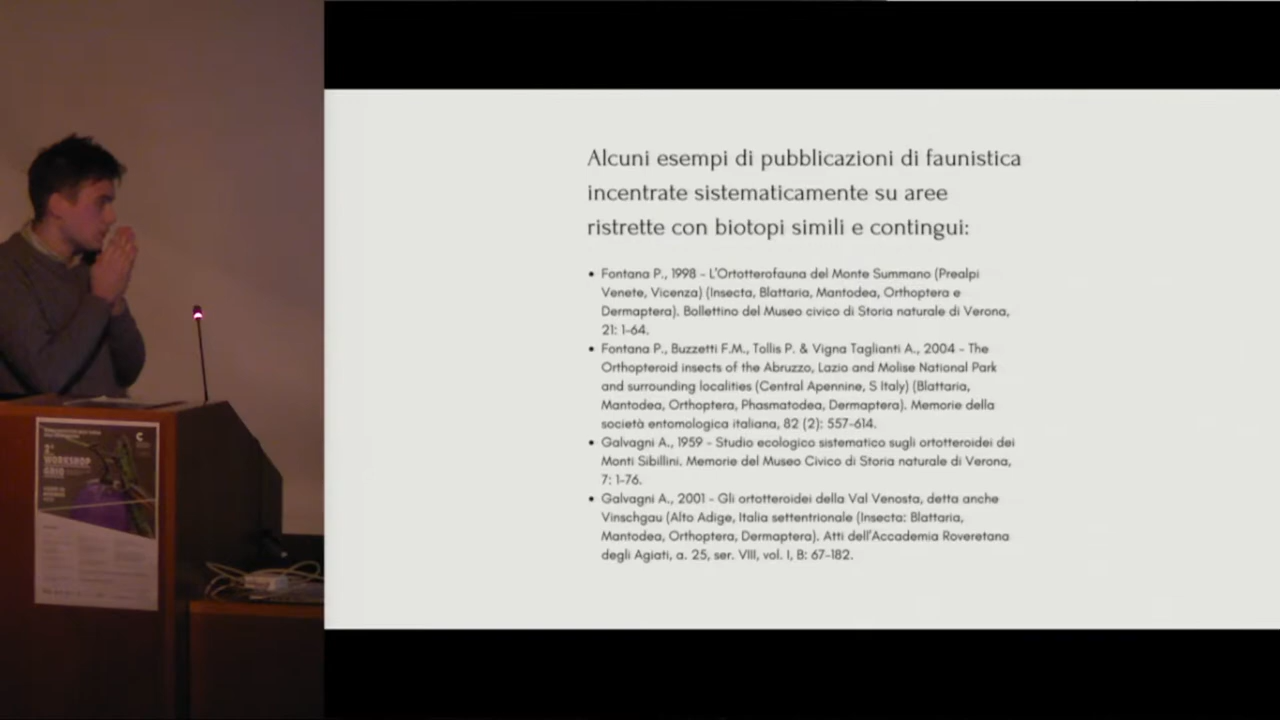 Alcuni esempi di pubblicazioni di faunistica
incentrate sistematicamente su aree
ristrette con biotopi simili e contingui:
• Fontana P., 1998 - L'Ortotterofauna del Monte Summano (Prealpi
Venete, Vicenza) (Insecta, Blattaria, Mantodea, Orthoptera e
Dermaptera). Bollettino del Museo civico di Storia naturale di Verona,
21: 1-64.
• Fontana P., Buzzetti F.M., Tollis P. & Vigna Taglianti A., 2004 - The
Orthopteroid insects of the Abruzzo, Lazio and Molise National Park
and surrounding localities (Central Apennine, S Italy) (Blattaria,
Mantodea, Orthoptera, Phasmatodea, Dermaptera). Memorie della
società entomologica italiana, 82 (2): 557-614.
• Galvagni A., 1959 - Studio ecologico sistematico sugli ortotteroidei dei
Monti Sibillini. Memorie del Museo Civico di Storia naturale di Verona,
7: 1-76.
• Galvagni A., 2001 - Gli ortotteroidei della Val Venosta, detta anche
Vinschgau (Alto Adige, Italia settentrionale (Insecta: Blattaria,
Mantodea, Orthoptera, Dermaptera). Atti dell'Accademia Roveretana
degli Agiati, a. 25, ser. VIII, vol. I, B: 67-182.
WORKSHOP